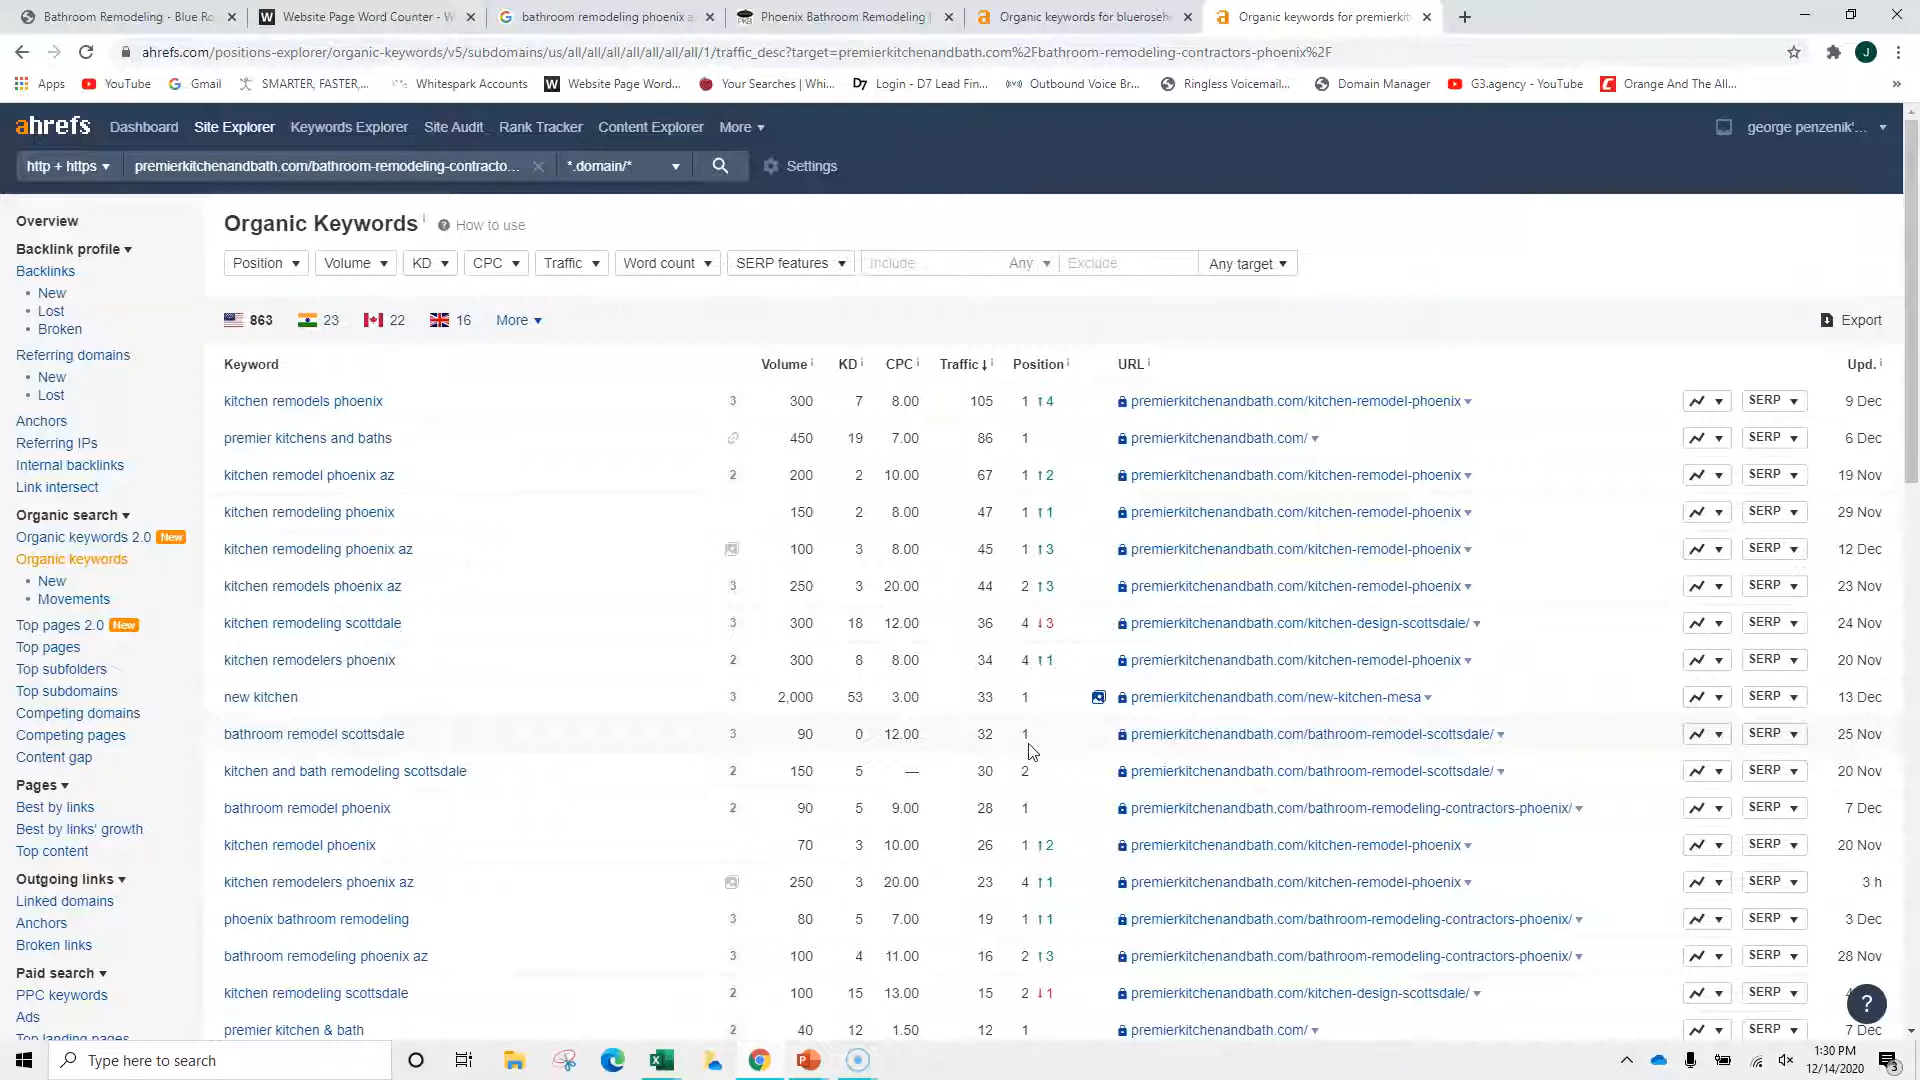 Bathroom Remodeling - Blue Ro
Website Page Word Counter - W
bathroom remodeling phoenix a
Phoenix Bathroom Remodeling |
Organic keywords for blueroseh
Organic keywords for premierkit
ahrefs.com/positions-explorer/organic-keywords/v5/subdomains/us/all/all/all/all/all/all/all/1/traffic_desc?target=premierkitchenandbath.com%2Fbathroom-remodeling-contractors-phoenix%2F
J
Apps YouTube Gmail SMARTER, FASTER,... Whitespark Accounts Website Page Word... Your Searches | Whi... Login - D7 Lead Fin... Outbound Voice Br... Ringless Voicemail... Domain Manager G3.agency - YouTube Orange And The All... »
ahrefs Dashboard Site Explorer Keywords Explorer Site Audit Rank Tracker Content Explorer More george penzenik'...
http + https premierkitchenandbath.com/bathroom-remodeling-contracto... *.domain/* Settings
Overview
Backlink profile
Backlinks
New
Lost
Broken
Referring domains
New
Lost
Anchors
Referring IPs
Internal backlinks
Link intersect
Organic search
Organic keywords 2.0 New
Organic keywords
New
Movements
Top pages 2.0 New
Top pages
Top subfolders
Top subdomains
Competing domains
Competing pages
Content gap
Pages
Best by links
Best by links' growth
Top content
Outgoing links
Linked domains
Anchors
Broken links
Paid search
PPC keywords
Ads
Top landing pages
Organic Keywords i ? How to use
Position Volume KD CPC Traffic Word count SERP features Include Any Exclude Any target
863 23 22 16 More Export
Keyword Volume i KD i CPC i Traffic ↓ i Position i URL i Upd. i
kitchen remodels phoenix 3 300 7 8.00 105 1 ↑4 premierkitchenandbath.com/kitchen-remodel-phoenix SERP 9 Dec
premier kitchens and baths 450 19 7.00 86 1 premierkitchenandbath.com/ SERP 6 Dec
kitchen remodel phoenix az 2 200 2 10.00 67 1 ↑2 premierkitchenandbath.com/kitchen-remodel-phoenix SERP 19 Nov
kitchen remodeling phoenix 150 2 8.00 47 1 ↑1 premierkitchenandbath.com/kitchen-remodel-phoenix SERP 29 Nov
kitchen remodeling phoenix az 100 3 8.00 45 1 ↑3 premierkitchenandbath.com/kitchen-remodel-phoenix SERP 12 Dec
kitchen remodels phoenix az 3 250 3 20.00 44 2 ↑3 premierkitchenandbath.com/kitchen-remodel-phoenix SERP 23 Nov
kitchen remodeling scottdale 3 300 18 12.00 36 4 ↓3 premierkitchenandbath.com/kitchen-design-scottsdale/ SERP 24 Nov
kitchen remodelers phoenix 2 300 8 8.00 34 4 ↑1 premierkitchenandbath.com/kitchen-remodel-phoenix SERP 20 Nov
new kitchen 3 2,000 53 3.00 33 1 premierkitchenandbath.com/new-kitchen-mesa SERP 13 Dec
bathroom remodel scottsdale 3 90 0 12.00 32 1 premierkitchenandbath.com/bathroom-remodel-scottsdale/ SERP 25 Nov
kitchen and bath remodeling scottsdale 2 150 5 — 30 2 premierkitchenandbath.com/bathroom-remodel-scottsdale/ SERP 20 Nov
bathroom remodel phoenix 2 90 5 9.00 28 1 premierkitchenandbath.com/bathroom-remodeling-contractors-phoenix/ SERP 7 Dec
kitchen remodel phoenix 70 3 10.00 26 1 ↑2 premierkitchenandbath.com/kitchen-remodel-phoenix SERP 20 Nov
kitchen remodelers phoenix az 250 3 20.00 23 4 ↑1 premierkitchenandbath.com/kitchen-remodel-phoenix SERP 3 h
phoenix bathroom remodeling 3 80 5 7.00 19 1 ↑1 premierkitchenandbath.com/bathroom-remodeling-contractors-phoenix/ SERP 3 Dec
bathroom remodeling phoenix az 3 100 4 11.00 16 2 ↑3 premierkitchenandbath.com/bathroom-remodeling-contractors-phoenix/ SERP 28 Nov
kitchen remodeling scottsdale 2 100 15 13.00 15 2 ↓1 premierkitchenandbath.com/kitchen-design-scottsdale/ SERP
premier kitchen & bath 2 40 12 1.50 12 1 premierkitchenandbath.com/ SERP 7 Dec
?
Type here to search
1:30 PM
12/14/2020
3